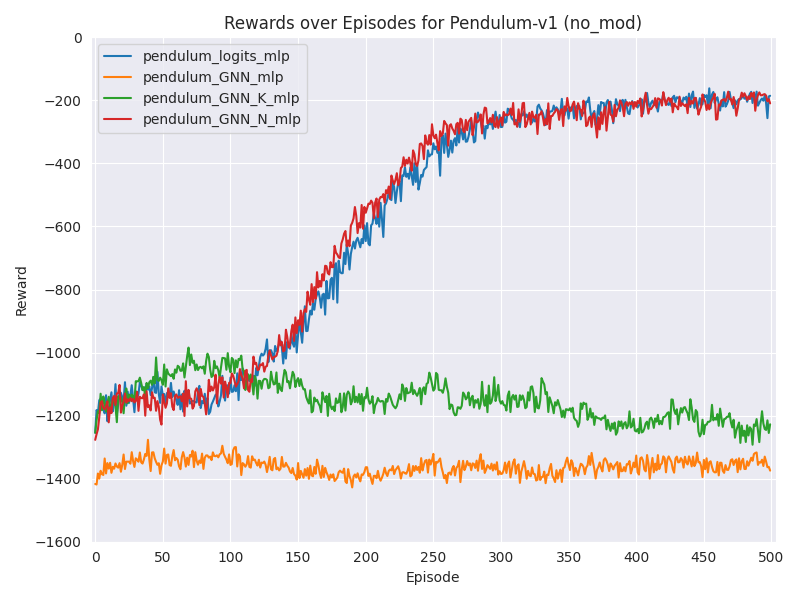 Rewards over Episodes for Pendulum-v1 (no_mod)
pendulum_logits_mlp
pendulum_GNN_mlp
pendulum_GNN_K_mlp
pendulum_GNN_N_mlp
0
−200
−400
−600
−800
−1000
−1200
−1400
−1600
Reward
0 50 100 150 200 250 300 350 400 450 500
Episode